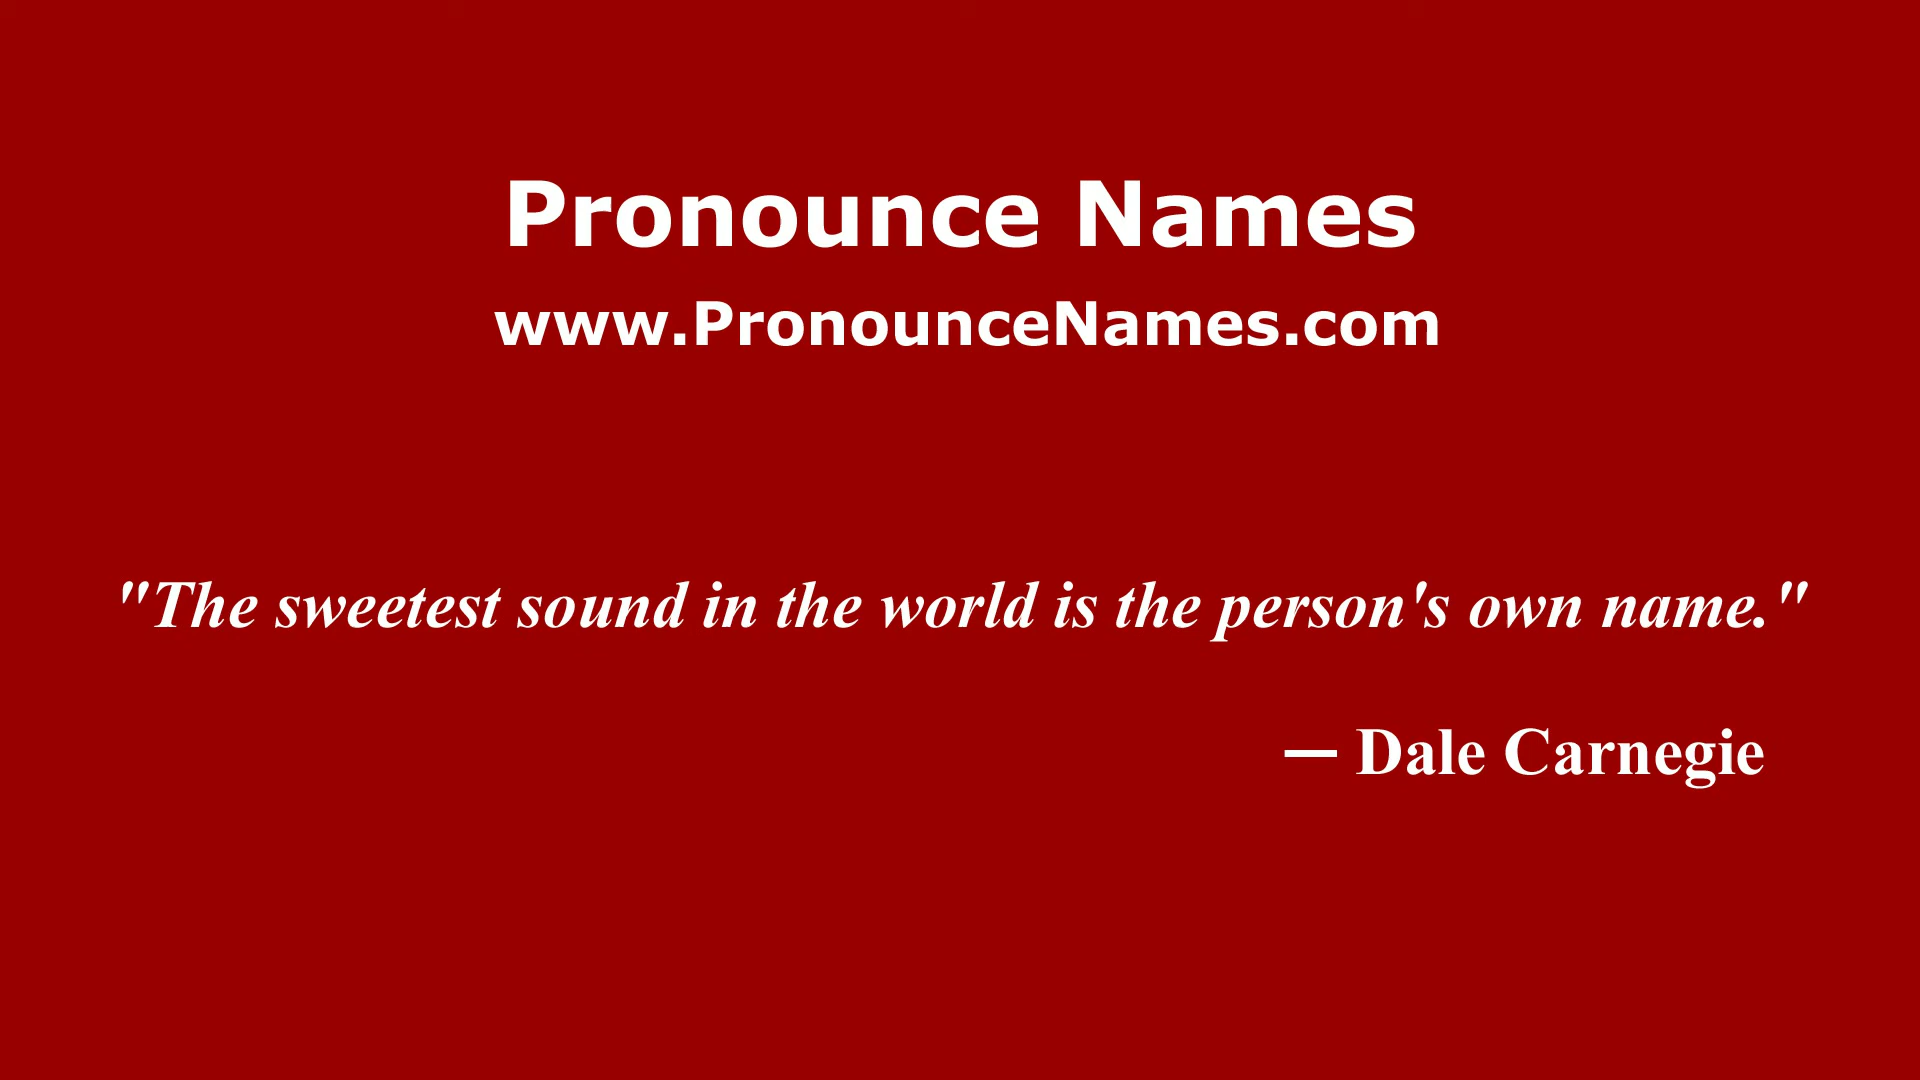 Pronounce Names
www.PronounceNames.com
"The sweetest sound in the world is the person's own name."
— Dale Carnegie